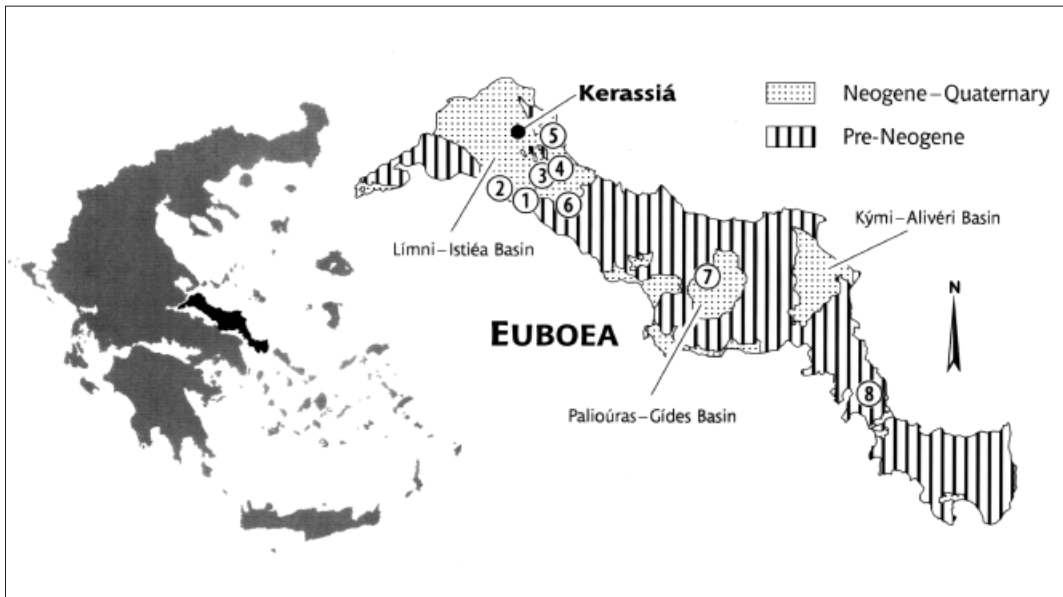 Kerassiá
Neogene–Quaternary
Pre-Neogene
5
4
3
2
1
6
Límni–Istiéa Basin
Kými–Alivéri Basin
7
N
EUBOEA
Palioúras–Gídes Basin
8